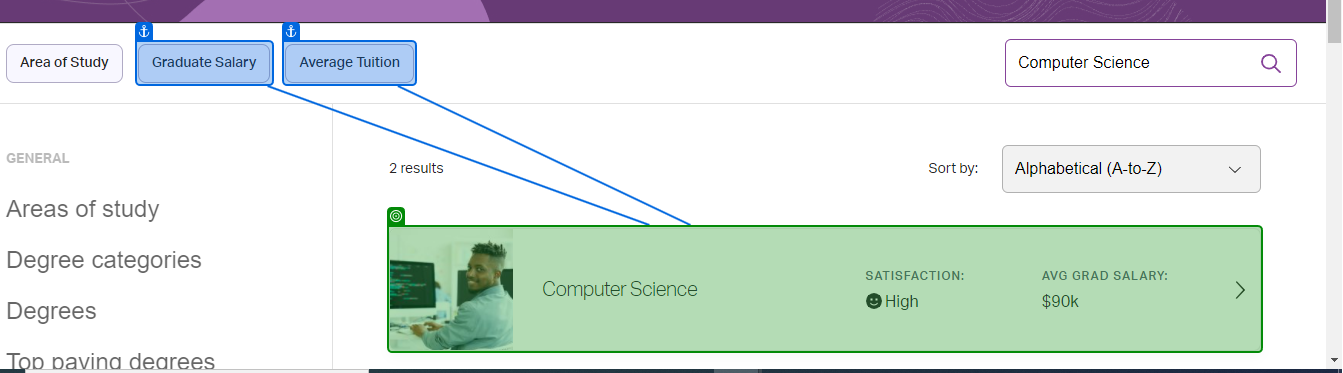 Area of Study
Graduate Salary
Average Tuition
Computer Science
GENERAL
2 results
Sort by:
Alphabetical (A-to-Z)
Areas of study
Degree categories
Degrees
Top paying degrees
Computer Science
SATISFACTION:
High
AVG GRAD SALARY:
$90k